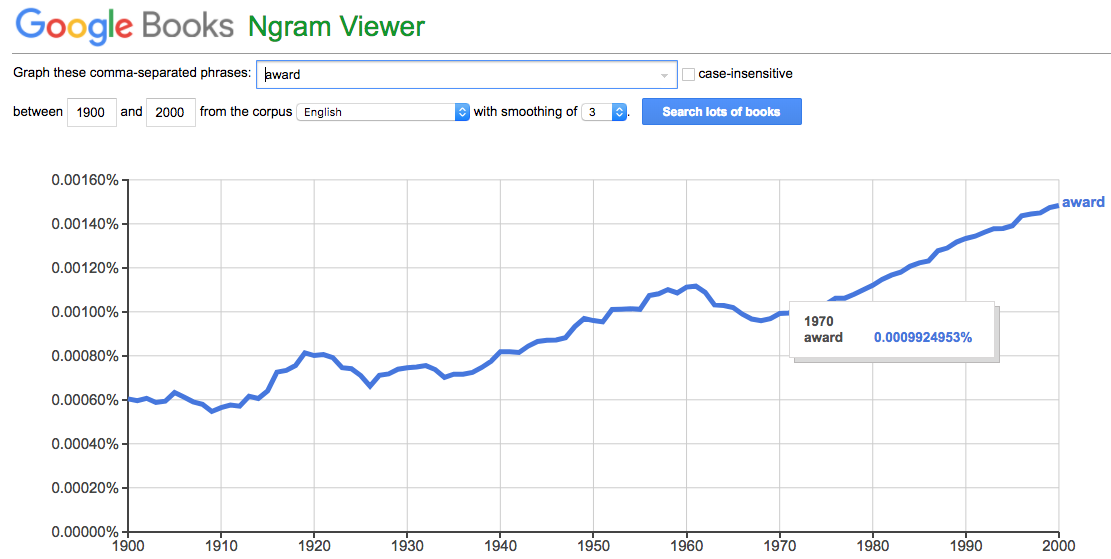 Google Books Ngram Viewer
Graph these comma-separated phrases: award case-insensitive
between 1900 and 2000 from the corpus English with smoothing of 3 . Search lots of books
0.00160%
award
0.00140%
0.00120%
0.00100%
1970
award 0.0009924953%
0.00080%
0.00060%
0.00040%
0.00020%
0.00000%
1900 1910 1920 1930 1940 1950 1960 1970 1980 1990 2000